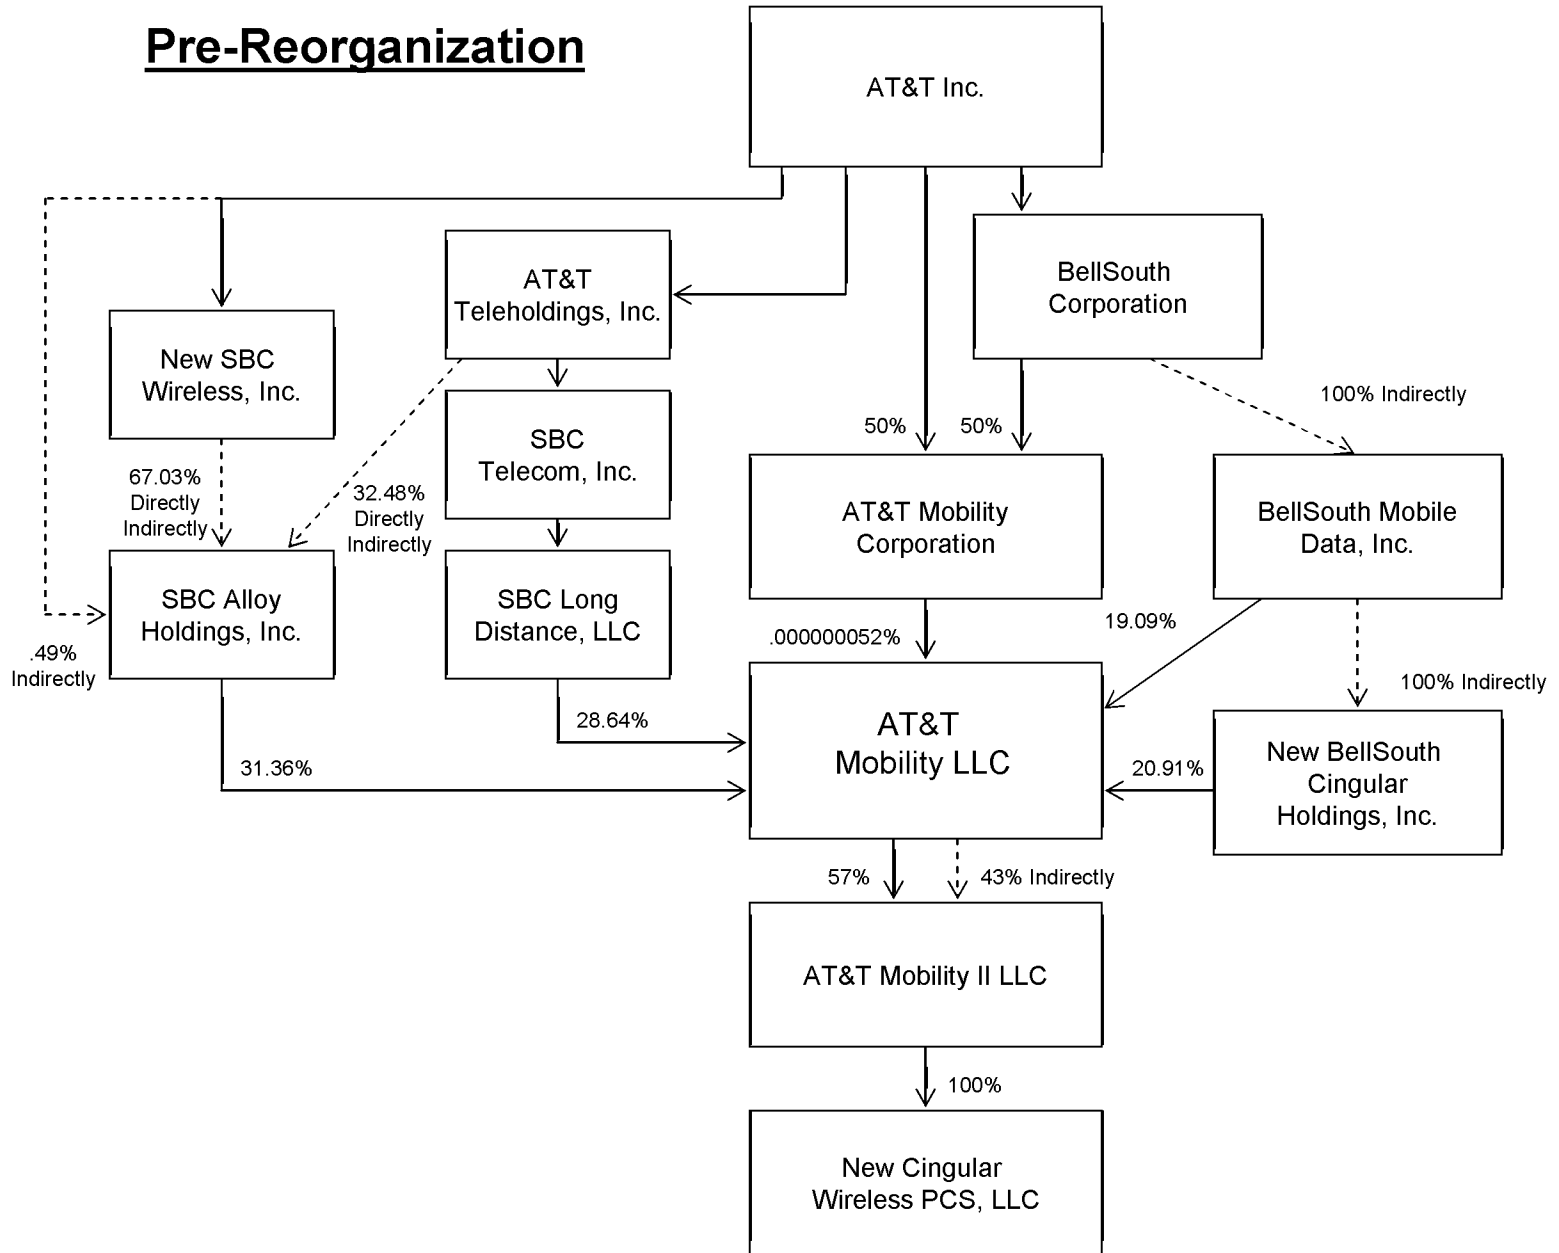 Pre-Reorganization
AT&T Inc.
BellSouth
Corporation
AT&T
Teleholdings, Inc.
New SBC
Wireless, Inc.
100% Indirectly
50%
50%
SBC
Telecom, Inc.
67.03%
Directly
Indirectly
32.48%
Directly
Indirectly
AT&T Mobility
Corporation
BellSouth Mobile
Data, Inc.
SBC Alloy
Holdings, Inc.
SBC Long
Distance, LLC
.49%
Indirectly
.000000052%
19.09%
100% Indirectly
28.64%
31.36%
AT&T
Mobility LLC
20.91%
New BellSouth
Cingular
Holdings, Inc.
57%
43% Indirectly
AT&T Mobility II LLC
100%
New Cingular
Wireless PCS, LLC